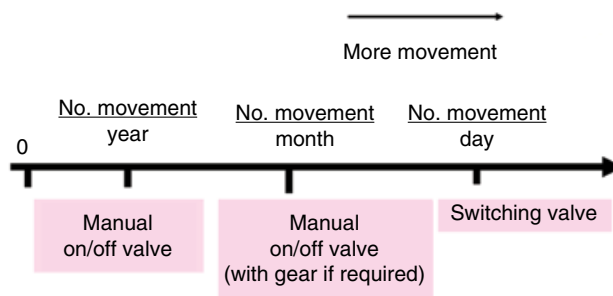 More movement
No. movement
year
No. movement
month
No. movement
day
0
Manual
on/off valve
Manual
on/off valve
(with gear if required)
Switching valve